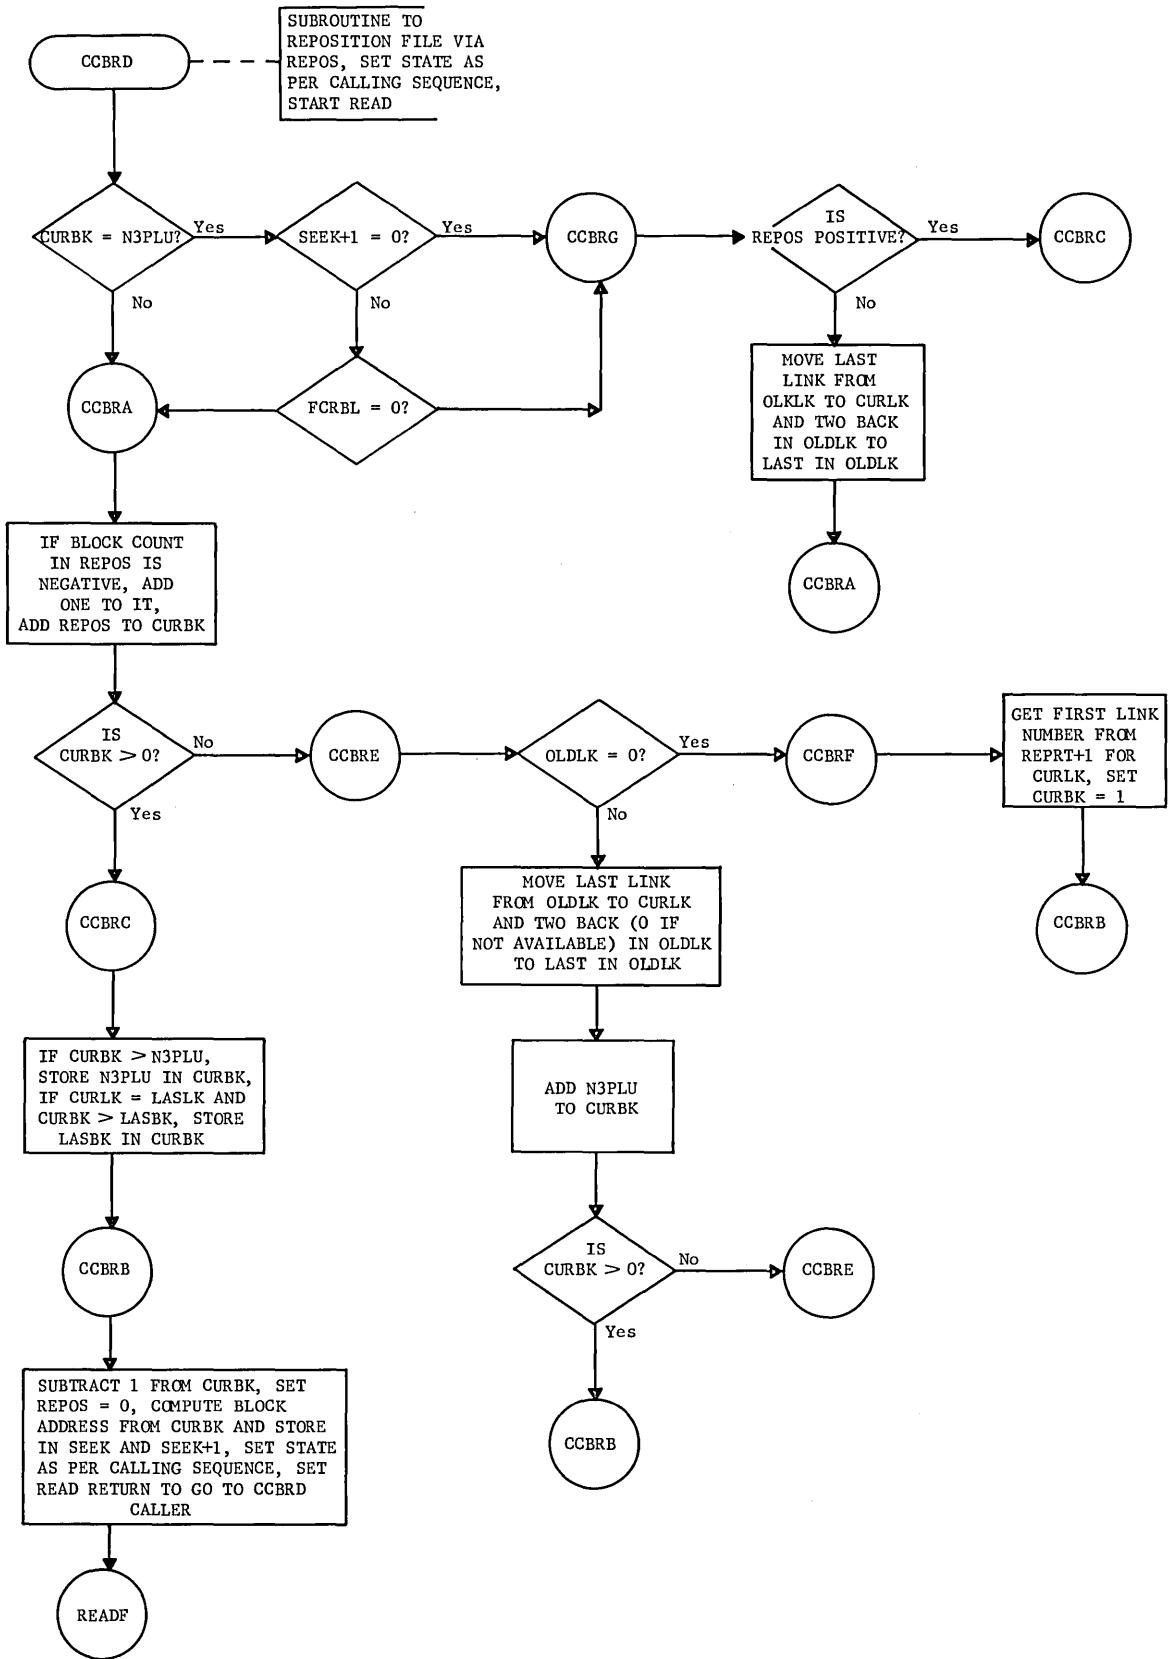 CCBRD
SUBROUTINE TO
REPOSITION FILE VIA
REPOS, SET STATE AS
PER CALLING SEQUENCE,
START READ
CURBK = N3PLU?
Yes
No
SEEK+1 = 0?
Yes
No
CCBRG
IS
REPOS POSITIVE?
Yes
No
CCBRC
CCBRA
FCRBL = 0?
MOVE LAST
LINK FROM
OLKLK TO CURLK
AND TWO BACK
IN OLDLK TO
LAST IN OLDLK
CCBRA
IF BLOCK COUNT
IN REPOS IS
NEGATIVE, ADD
ONE TO IT,
ADD REPOS TO CURBK
IS
CURBK > 0?
No
Yes
CCBRE
OLDLK = 0?
Yes
No
CCBRF
GET FIRST LINK
NUMBER FROM
REPRT+1 FOR
CURLK, SET
CURBK = 1
CCBRB
CCBRC
MOVE LAST LINK
FROM OLDLK TO CURLK
AND TWO BACK (0 IF
NOT AVAILABLE) IN OLDLK
TO LAST IN OLDLK
IF CURBK > N3PLU,
STORE N3PLU IN CURBK,
IF CURLK = LASLK AND
CURBK > LASBK, STORE
LASBK IN CURBK
ADD N3PLU
TO CURBK
CCBRB
IS
CURBK > 0?
No
Yes
CCBRE
SUBTRACT 1 FROM CURBK, SET
REPOS = 0, COMPUTE BLOCK
ADDRESS FROM CURBK AND STORE
IN SEEK AND SEEK+1, SET STATE
AS PER CALLING SEQUENCE, SET
READ RETURN TO GO TO CCBRD
CALLER
CCBRB
READF